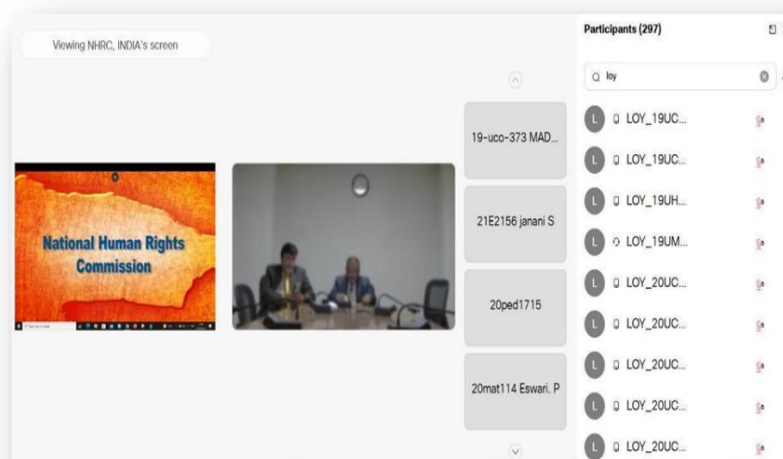 Viewing NHRC, INDIA's screen
National Human Rights
Commission
19-uco-373 MAD...
21E2156 janani S
20ped1715
20mat114 Eswari. P
Participants (297)
loy
L LOY_19UC...
L LOY_19UC...
L LOY_19UH...
L LOY_19UM...
L LOY_20UC...
L LOY_20UC...
L LOY_20UC...
L LOY_20UC...
L LOY_20UC...